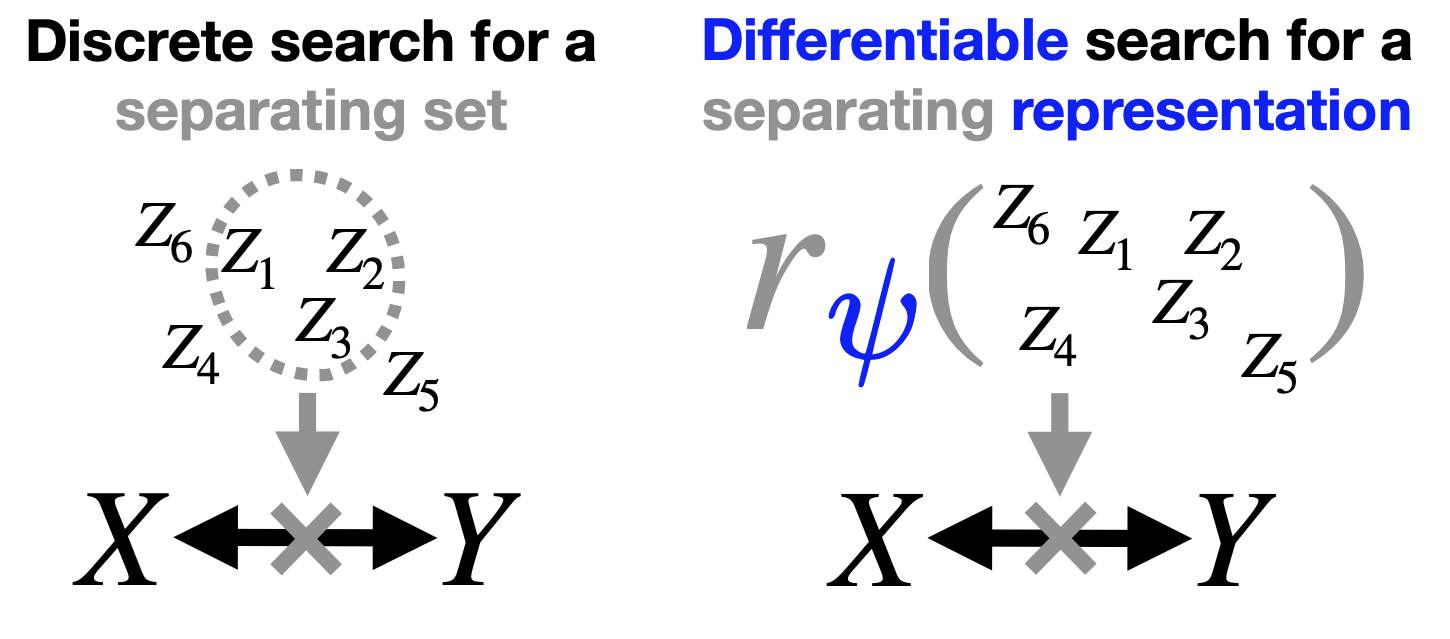 Discrete search for a
separating set
Z₆ Z₁ Z₂
Z₃
Z₄ Z₅
X Y
Differentiable search for a
separating representation
r_ψ ( Z₆ Z₁ Z₂
Z₃
Z₄ Z₅ )
X Y